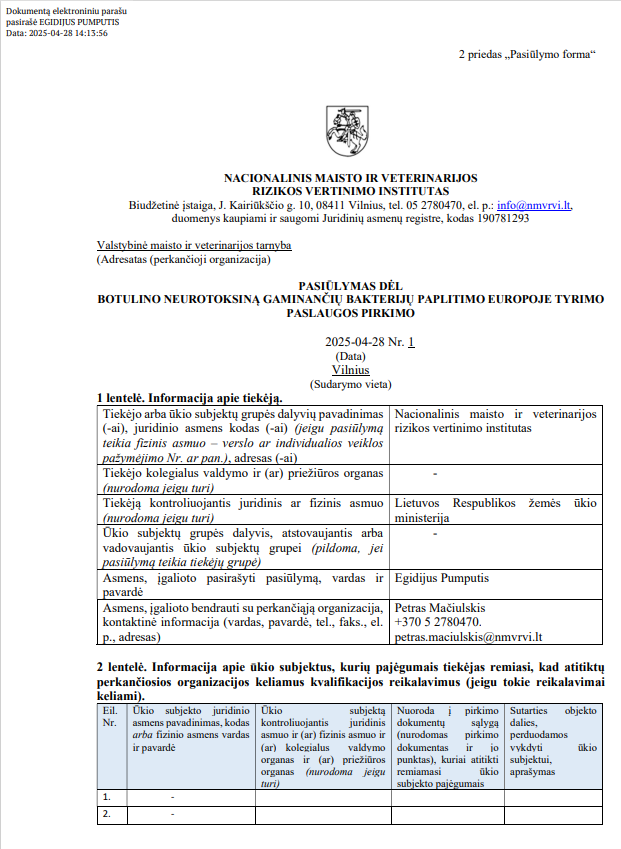 Dokumentą elektroniniu parašu
pasirašė EGIDIJUS PUMPUTIS
Data: 2025-04-28 14:13:56
2 priedas „Pasiūlymo forma“
NACIONALINIS MAISTO IR VETERINARIJOS
RIZIKOS VERTINIMO INSTITUTAS
Biudžetinė įstaiga, J. Kairiūkščio g. 10, 08411 Vilnius, tel. 05 2780470, el. p.: info@nmvrvi.lt,
duomenys kaupiami ir saugomi Juridinių asmenų registre, kodas 190781293
Valstybinė maisto ir veterinarijos tarnyba
(Adresatas (perkančioji organizacija)
PASIŪLYMAS DĖL
BOTULINO NEUROTOKSINĄ GAMINANČIŲ BAKTERIJŲ PAPLITIMO EUROPOJE TYRIMO
PASLAUGOS PIRKIMO
2025-04-28 Nr. 1
(Data)
Vilnius
(Sudarymo vieta)
1 lentelė. Informacija apie tiekėją.
Tiekėjo arba ūkio subjektų grupės dalyvių pavadinimas
(-ai), juridinio asmens kodas (-ai) (jeigu pasiūlymą
teikia fizinis asmuo – verslo ar individualios veiklos
pažymėjimo Nr. ar pan.), adresas (-ai)
Nacionalinis maisto ir veterinarijos
rizikos vertinimo institutas
Tiekėjo kolegialus valdymo ir (ar) priežiūros organas
(nurodoma jeigu turi)
-
Tiekėją kontroliuojantis juridinis ar fizinis asmuo
(nurodoma jeigu turi)
Lietuvos Respublikos žemės ūkio
ministerija
Ūkio subjektų grupės dalyvis, atstovaujantis arba
vadovaujantis ūkio subjektų grupei (pildoma, jei
pasiūlymą teikia tiekėjų grupė)
-
Asmens, įgalioto pasirašyti pasiūlymą, vardas ir
pavardė
Egidijus Pumputis
Asmens, įgalioto bendrauti su perkančiąją organizacija,
kontaktinė informacija (vardas, pavardė, tel., faks., el.
p., adresas)
Petras Mačiulskis
+370 5 2780470.
petras.maciulskis@nmvrvi.lt
2 lentelė. Informacija apie ūkio subjektus, kurių pajėgumais tiekėjas remiasi, kad atitiktų
perkančiosios organizacijos keliamus kvalifikacijos reikalavimus (jeigu tokie reikalavimai
keliami).
Eil.
Nr.
Ūkio subjekto juridinio
asmens pavadinimas, kodas
arba fizinio asmens vardas
ir pavardė
Ūkio subjektą
kontroliuojantis juridinis
asmuo ir (ar) fizinis asmuo ir
(ar) kolegialus valdymo
organas ir (ar) priežiūros
organas (nurodoma jeigu
turi)
Nuoroda į pirkimo
dokumentų sąlygą
(nurodomas pirkimo
dokumentas ir jo
punktas), kuriai atitikti
remiamasi ūkio
subjekto pajėgumais
Sutarties objekto
dalies,
perduodamos
vykdyti ūkio
subjektui,
aprašymas
1.
-
2.
-